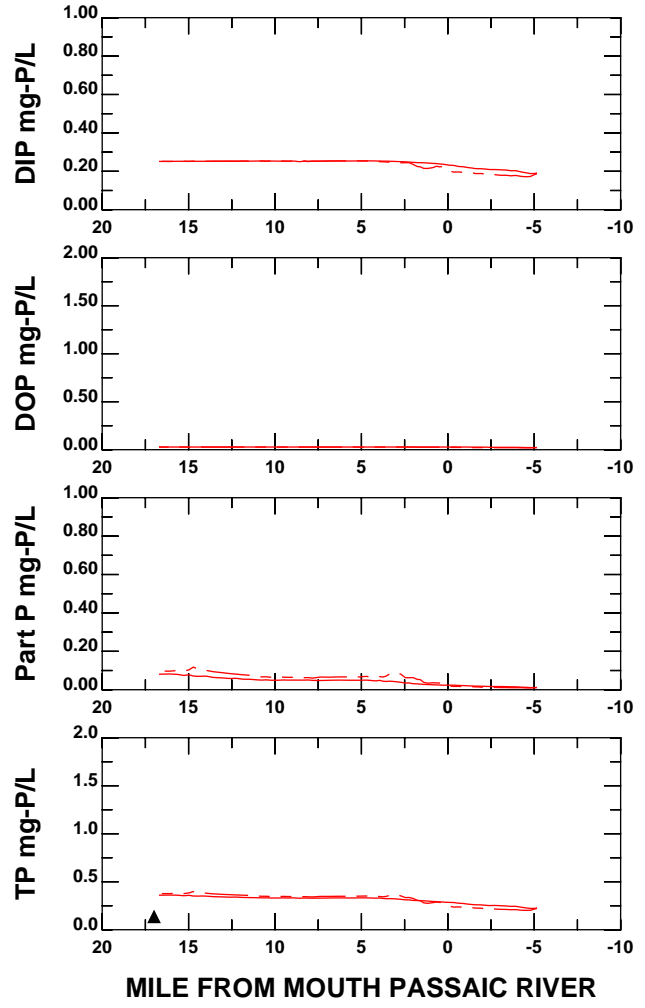 DIP mg-P/L
1.00
0.80
0.60
0.40
0.20
0.00
20 15 10 5 0 -5 -10
DOP mg-P/L
2.00
1.50
1.00
0.50
0.00
20 15 10 5 0 -5 -10
Part P mg-P/L
1.00
0.80
0.60
0.40
0.20
0.00
20 15 10 5 0 -5 -10
TP mg-P/L
2.0
1.5
1.0
0.5
0.0
20 15 10 5 0 -5 -10
MILE FROM MOUTH PASSAIC RIVER